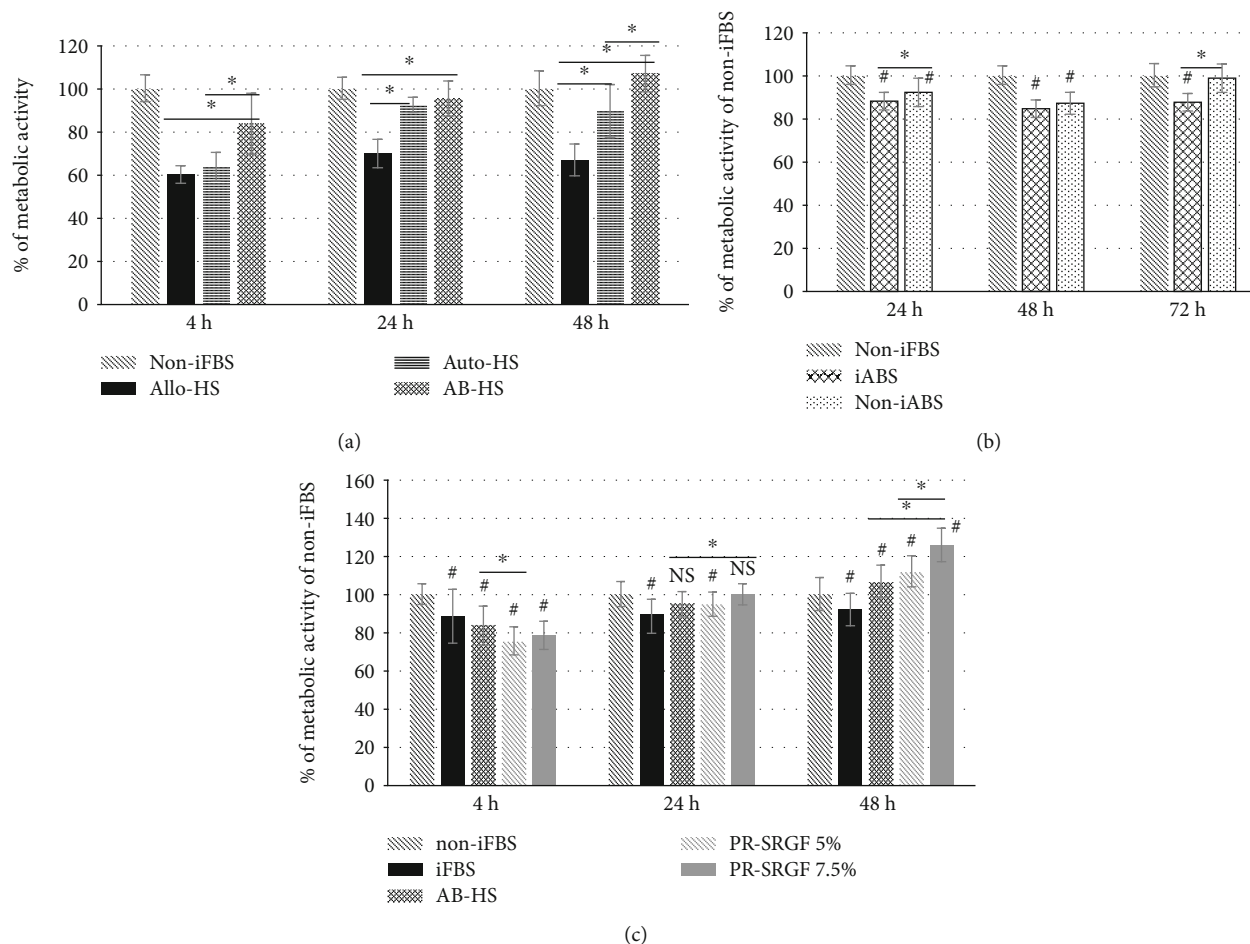 % of metabolic activity
120
100
80
60
40
20
0
* * * * * * * *
4 h 24 h 48 h
Non-iFBS Auto-HS
Allo-HS AB-HS
(a)
% of metabolic activity of non-iFBS
120
100
80
60
40
20
0
* *
# # # # #
24 h 48 h 72 h
Non-iFBS
iABS
Non-iABS
(b)
% of metabolic activity of non-iFBS
160
140
120
100
80
60
40
20
0
* * * *
# # # # # NS # NS # # # #
4 h 24 h 48 h
non-iFBS PR-SRGF 5%
iFBS PR-SRGF 7.5%
AB-HS
(c)